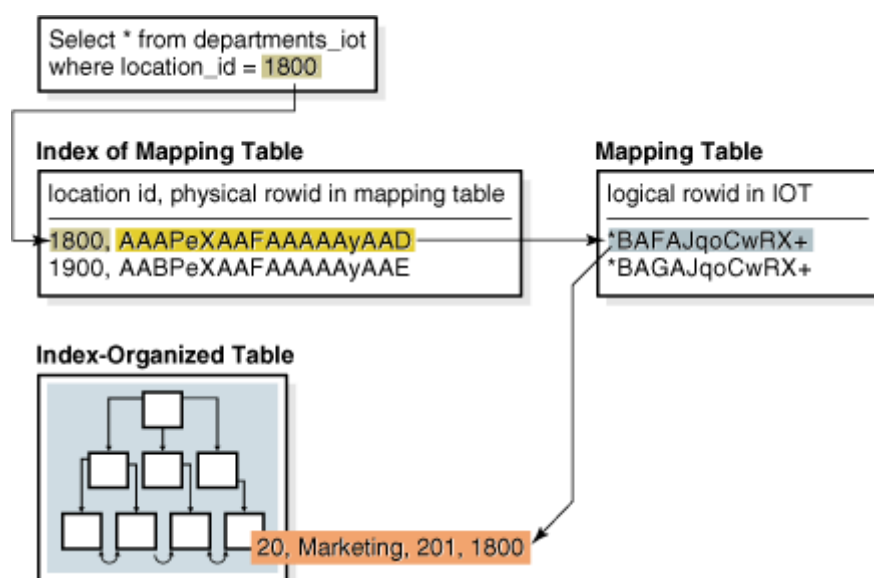 Select * from departments_iot
where location_id = 1800
Index of Mapping Table
location id, physical rowid in mapping table
1800, AAAPeXAAFAAAAAyAAD
1900, AABPeXAAFAAAAAyAAE
Mapping Table
logical rowid in IOT
*BAFAJqoCwRX+
*BAGAJqoCwRX+
Index-Organized Table
20, Marketing, 201, 1800